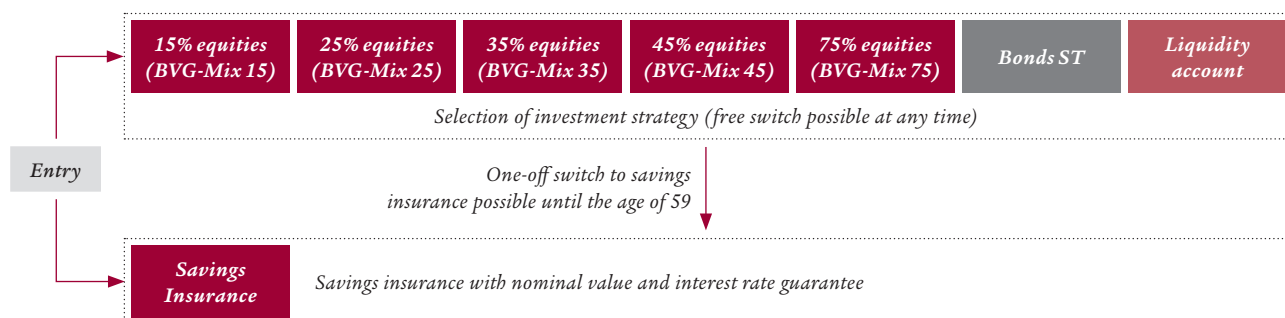 15% equities
(BVG-Mix 15)
25% equities
(BVG-Mix 25)
35% equities
(BVG-Mix 35)
45% equities
(BVG-Mix 45)
75% equities
(BVG-Mix 75)
Bonds ST
Liquidity
account
Selection of investment strategy (free switch possible at any time)
Entry
One-off switch to savings
insurance possible until the age of 59
Savings
Insurance
Savings insurance with nominal value and interest rate guarantee